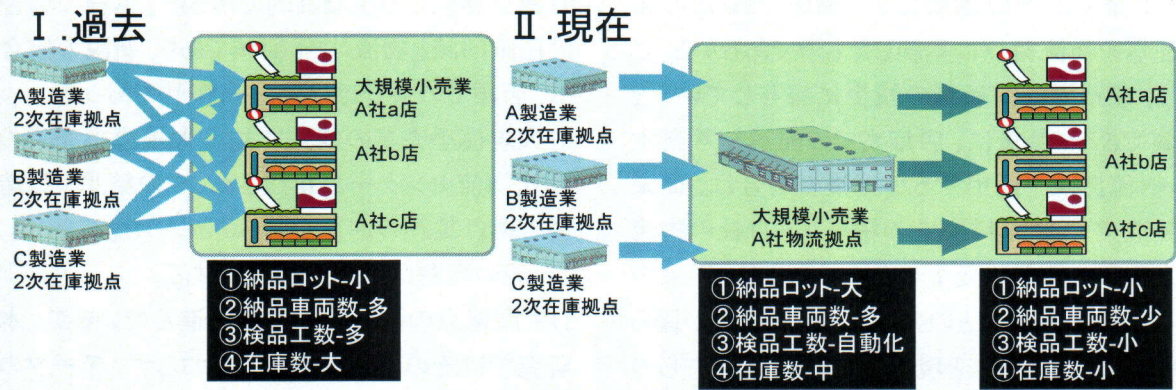 Ⅰ.過去
A製造業
2次在庫拠点
B製造業
2次在庫拠点
C製造業
2次在庫拠点
大規模小売業
A社a店
A社b店
A社c店
①納品ロット-小
②納品車両数-多
③検品工数-多
④在庫数-大
Ⅱ.現在
A製造業
2次在庫拠点
B製造業
2次在庫拠点
C製造業
2次在庫拠点
大規模小売業
A社物流拠点
A社a店
A社b店
A社c店
①納品ロット-大
②納品車両数-多
③検品工数-自動化
④在庫数-中
①納品ロット-小
②納品車両数-少
③検品工数-小
④在庫数-小